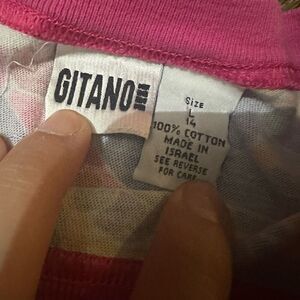 GITANO
SIZE
L
14
100% COTTON
MADE IN
ISRAEL
SEE REVERSE
FOR CARE